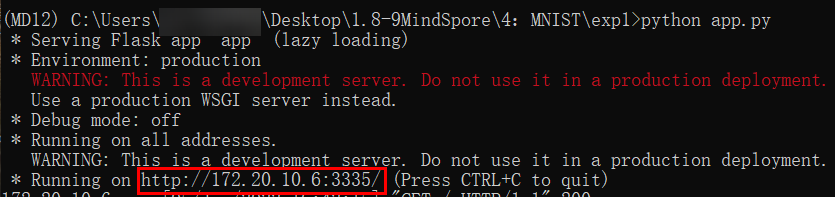 (MD12) C:\Users\ \Desktop\1.8-9MindSpore\4：MNIST\exp1>python app.py
 * Serving Flask app app (lazy loading)
 * Environment: production
   WARNING: This is a development server. Do not use it in a production deployment.
   Use a production WSGI server instead.
 * Debug mode: off
 * Running on all addresses.
   WARNING: This is a development server. Do not use it in a production deployment.
 * Running on http://172.20.10.6:3335/ (Press CTRL+C to quit)